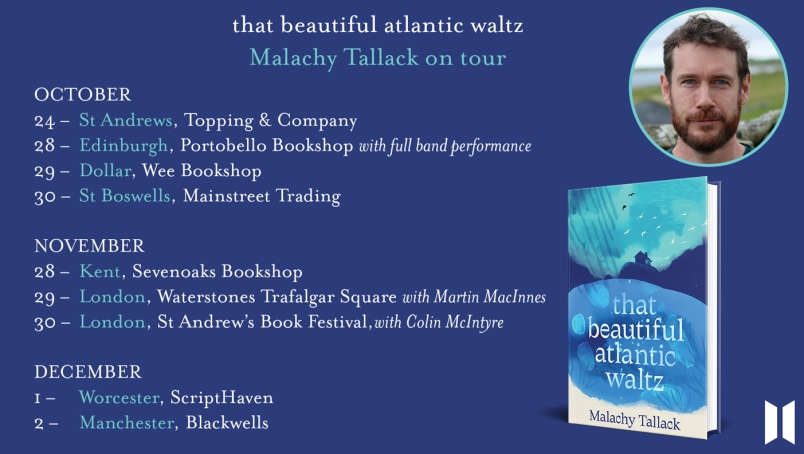 that beautiful atlantic waltz
Malachy Tallack on tour
OCTOBER
24 – St Andrews, Topping & Company
28 – Edinburgh, Portobello Bookshop with full band performance
29 – Dollar, Wee Bookshop
30 – St Boswells, Mainstreet Trading
NOVEMBER
28 – Kent, Sevenoaks Bookshop
29 – London, Waterstones Trafalgar Square with Martin MacInnes
30 – London, St Andrew's Book Festival, with Colin McIntyre
DECEMBER
1 – Worcester, ScriptHaven
2 – Manchester, Blackwells
that
beautiful
atlantic
waltz
Malachy Tallack